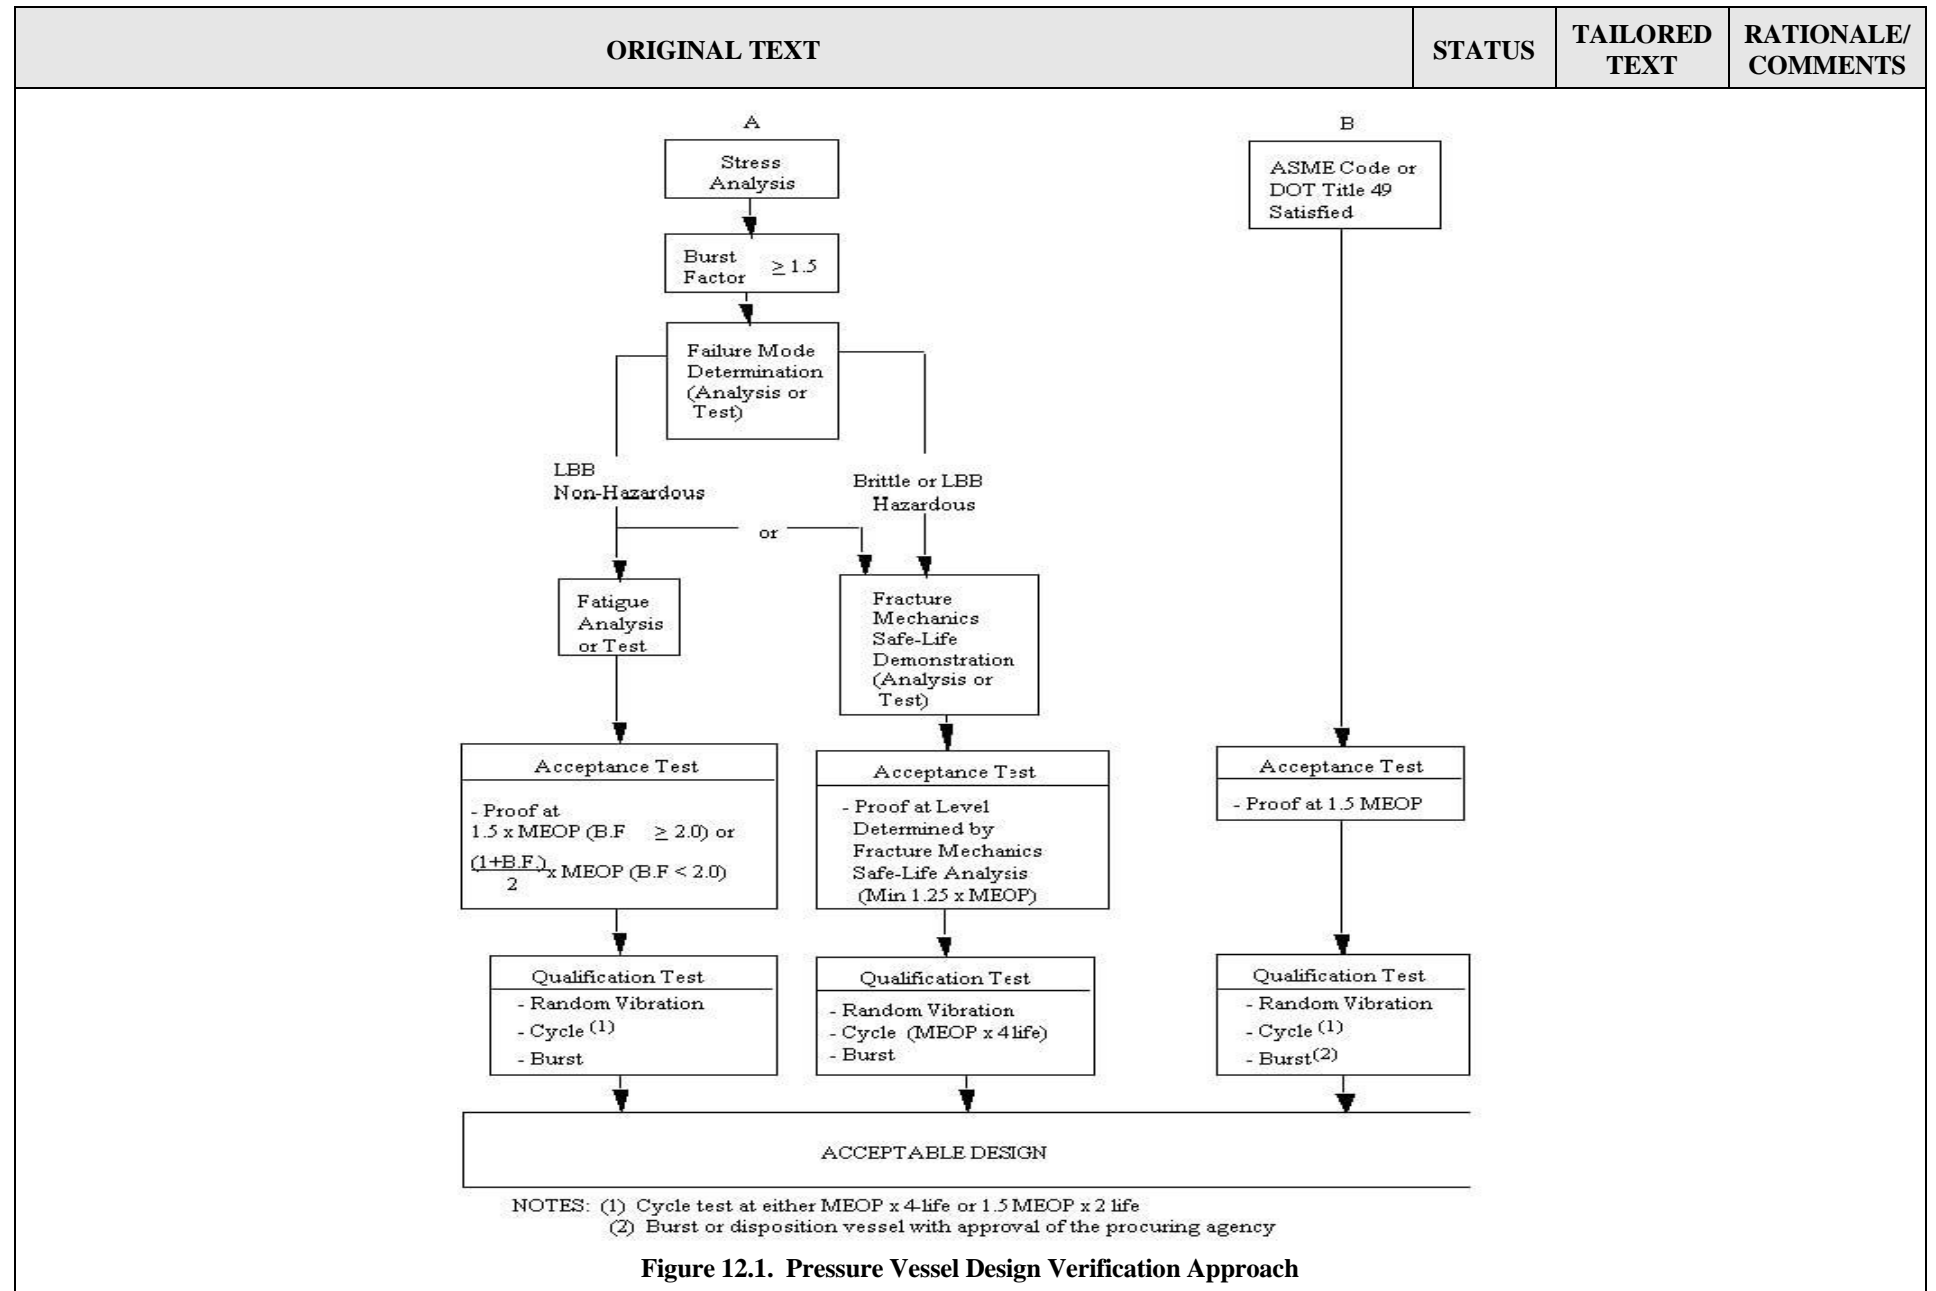 ORIGINAL TEXT
STATUS
TAILORED
TEXT
RATIONALE/
COMMENTS
A
Stress
Analysis
Burst
Factor ≥ 1.5
Failure Mode
Determination
(Analysis or
Test)
LBB
Non-Hazardous
Brittle or LBB
Hazardous
or
Fatigue
Analysis
or Test
Fracture
Mechanics
Safe-Life
Demonstration
(Analysis or
Test)
Acceptance Test
- Proof at
1.5 x MEOP (B.F ≥ 2.0) or
(1+B.F.)
2
x MEOP (B.F < 2.0)
Acceptance Test
- Proof at Level
Determined by
Fracture Mechanics
Safe-Life Analysis
(Min 1.25 x MEOP)
Qualification Test
- Random Vibration
- Cycle (1)
- Burst
Qualification Test
- Random Vibration
- Cycle (MEOP x 4 life)
- Burst
B
ASME Code or
DOT Title 49
Satisfied
Acceptance Test
- Proof at 1.5 MEOP
Qualification Test
- Random Vibration
- Cycle (1)
- Burst(2)
ACCEPTABLE DESIGN
NOTES: (1) Cycle test at either MEOP x 4-life or 1.5 MEOP x 2 life
(2) Burst or disposition vessel with approval of the procuring agency
Figure 12.1. Pressure Vessel Design Verification Approach